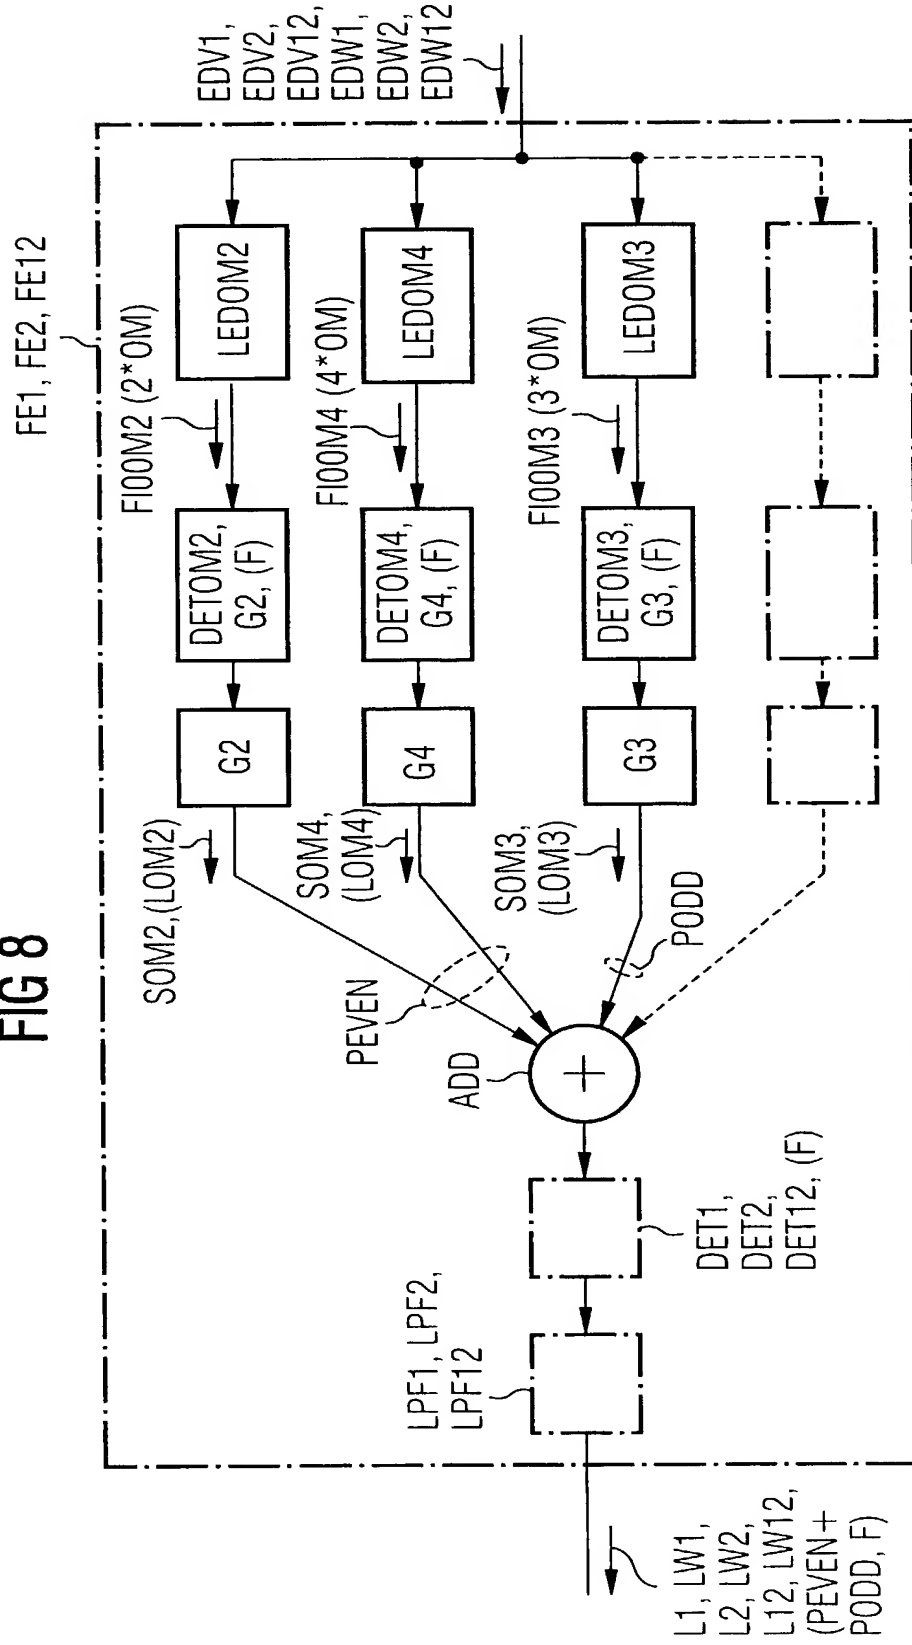 FIG 8
FE1, FE2, FE12
EDV1,
EDV2,
EDV12,
EDW1,
EDW2,
EDW12
LEDOM2
FIOOM2 (2*OM)
DETOM2,
G2, (F)
G2
SOM2,(LOM2)
LEDOM4
FIOOM4 (4*OM)
DETOM4,
G4, (F)
G4
SOM4,
(LOM4)
LEDOM3
FIOOM3 (3*OM)
DETOM3,
G3, (F)
G3
SOM3,
(LOM3)
PEVEN
PODD
ADD
+
DET1,
DET2,
DET12, (F)
LPF1, LPF2,
LPF12
L1, LW1,
L2, LW2,
L12, LW12,
(PEVEN+
PODD, F)